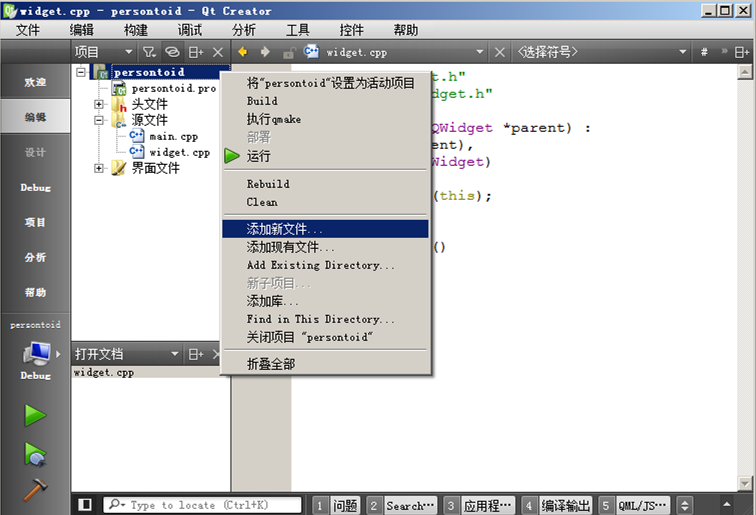 widget.cpp - persontoid - Qt Creator
文件 编辑 构建 调试 分析 工具 控件 帮助
项目 widget.cpp <选择符号> #
欢迎
编辑
设计
Debug
项目
分析
帮助
persontoid
Debug
persontoid
persontoid.pro
头文件
源文件
main.cpp
widget.cpp
界面文件
将"persontoid"设置为活动项目
Build
执行qmake
部署
运行
Rebuild
Clean
添加新文件...
添加现有文件...
Add Existing Directory...
新子项目...
添加库...
Find in This Directory...
关闭项目 "persontoid"
折叠全部
t.h"
dget.h"
QWidget *parent) :
ent),
Widget)
(this);
()
打开文档
widget.cpp
Type to locate (Ctrl+K) 1 问题 2 Search… 3 应用程… 4 编译输出 5 QML/JS…